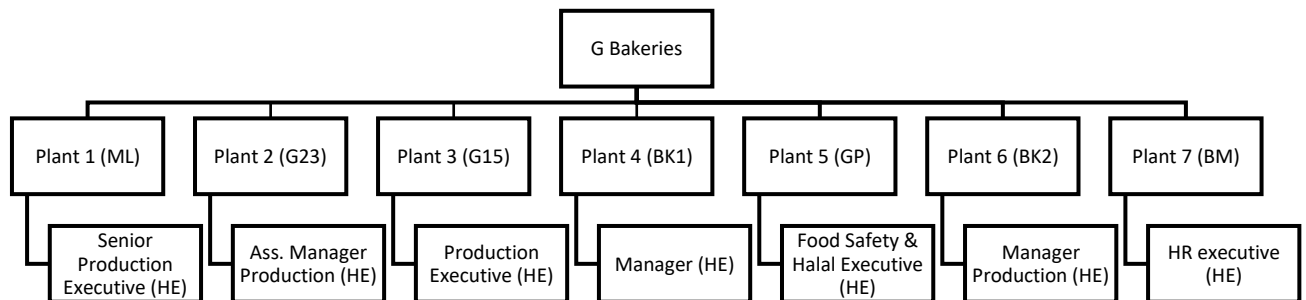 G Bakeries
Plant 1 (ML)
Plant 2 (G23)
Plant 3 (G15)
Plant 4 (BK1)
Plant 5 (GP)
Plant 6 (BK2)
Plant 7 (BM)
Senior
Production
Executive (HE)
Ass. Manager
Production (HE)
Production
Executive (HE)
Manager (HE)
Food Safety &
Halal Executive
(HE)
Manager
Production (HE)
HR executive
(HE)